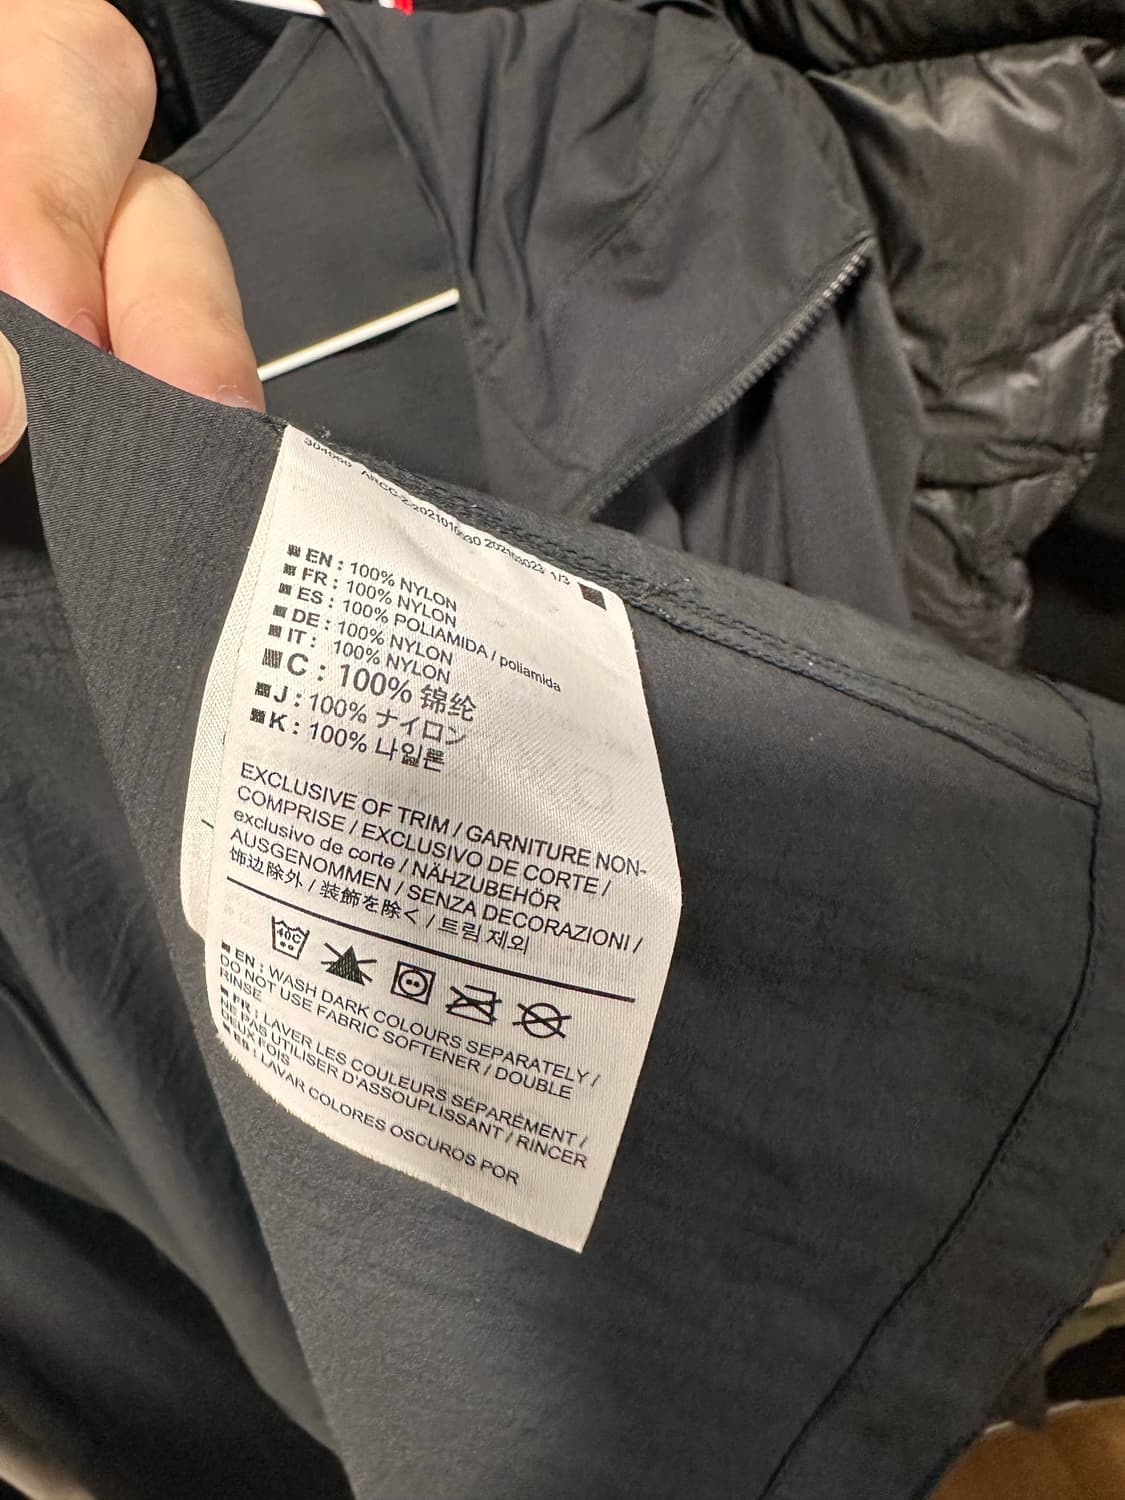 1/3
EN : 100% NYLON
FR : 100% NYLON
ES : 100% POLIAMIDA / poliamida
DE : 100% NYLON
IT : 100% NYLON
C : 100% 锦纶
J : 100% ナイロン
K : 100% 나일론
EXCLUSIVE OF TRIM / GARNITURE NON-
COMPRISE / EXCLUSIVO DE CORTE /
exclusivo de corte / NÄHZUBEHÖR
AUSGENOMMEN / SENZA DECORAZIONI /
饰边除外 / 装飾を除く / 트림 제외
40C
EN : WASH DARK COLOURS SEPARATELY /
DO NOT USE FABRIC SOFTENER / DOUBLE
RINSE
FR : LAVER LES COULEURS SÉPARÉMENT /
NE PAS UTILISER D'ASSOUPLISSANT / RINCER
DEUX FOIS
ES : LAVAR COLORES OSCUROS POR